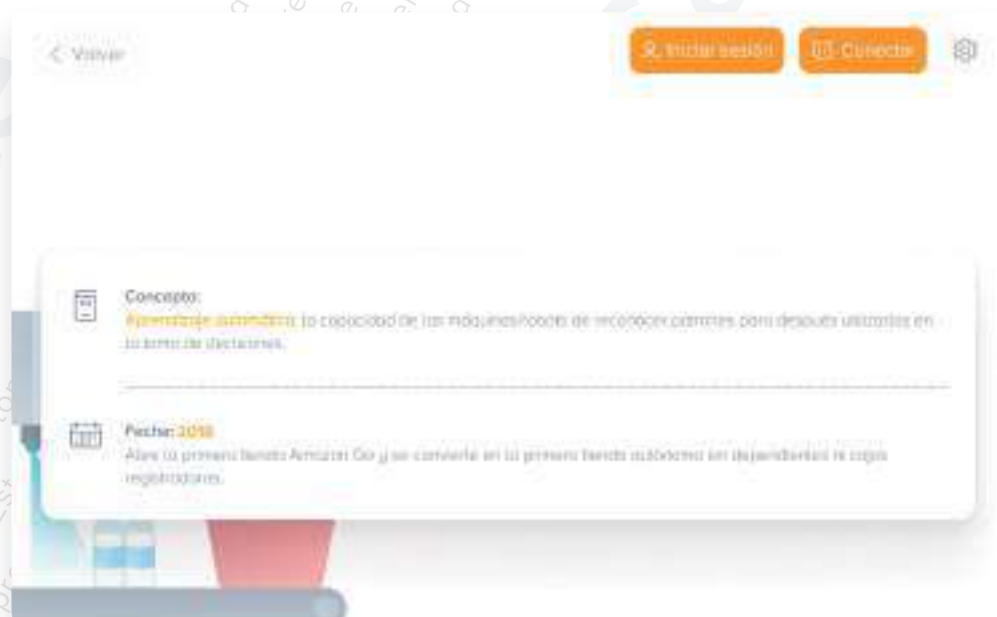 Volver
Iniciar sesión
Conectar
Concepto:
Aprendizaje automático: la capacidad de las máquinas/robots de reconocer patrones para después utilizarlos en
la toma de decisiones.
Fecha: 2018
Abre la primera tienda Amazon Go y se convierte en la primera tienda autónoma sin dependientes ni cajas
registradoras.